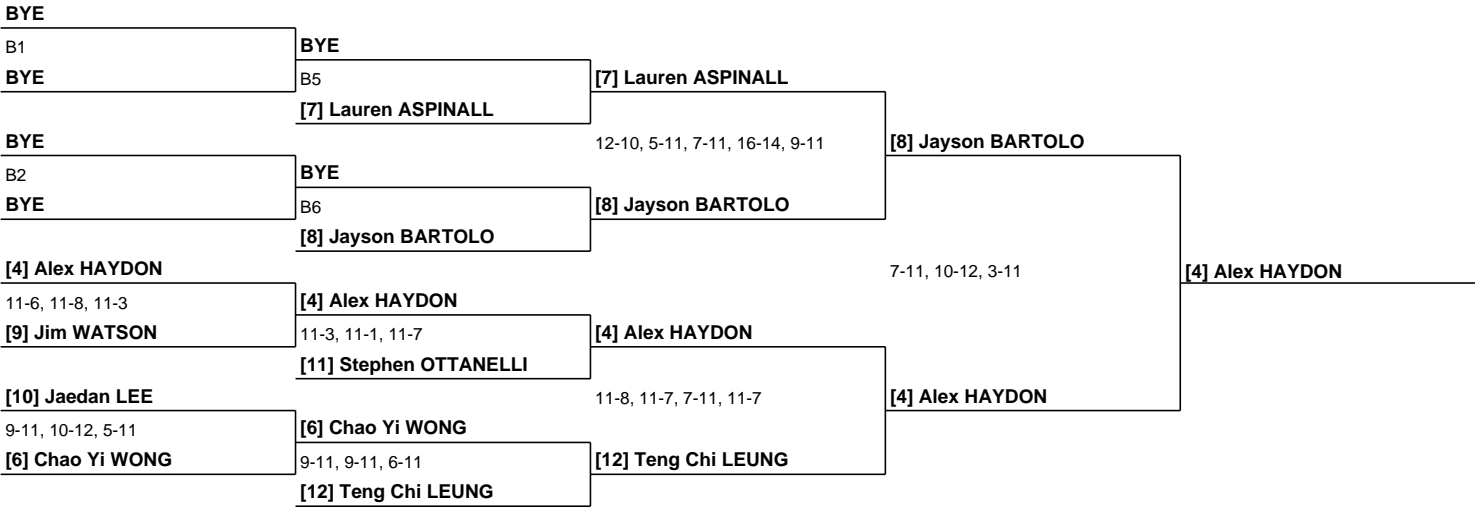 BYE
B1
BYE
BYE
B5
[7] Lauren ASPINALL
[7] Lauren ASPINALL
12-10, 5-11, 7-11, 16-14, 9-11
[8] Jayson BARTOLO
BYE
B2
BYE
BYE
B6
[8] Jayson BARTOLO
[8] Jayson BARTOLO
7-11, 10-12, 3-11
[4] Alex HAYDON
[4] Alex HAYDON
11-6, 11-8, 11-3
[9] Jim WATSON
[4] Alex HAYDON
11-3, 11-1, 11-7
[11] Stephen OTTANELLI
[4] Alex HAYDON
11-8, 11-7, 7-11, 11-7
[4] Alex HAYDON
[10] Jaedan LEE
9-11, 10-12, 5-11
[6] Chao Yi WONG
[6] Chao Yi WONG
9-11, 9-11, 6-11
[12] Teng Chi LEUNG
[12] Teng Chi LEUNG